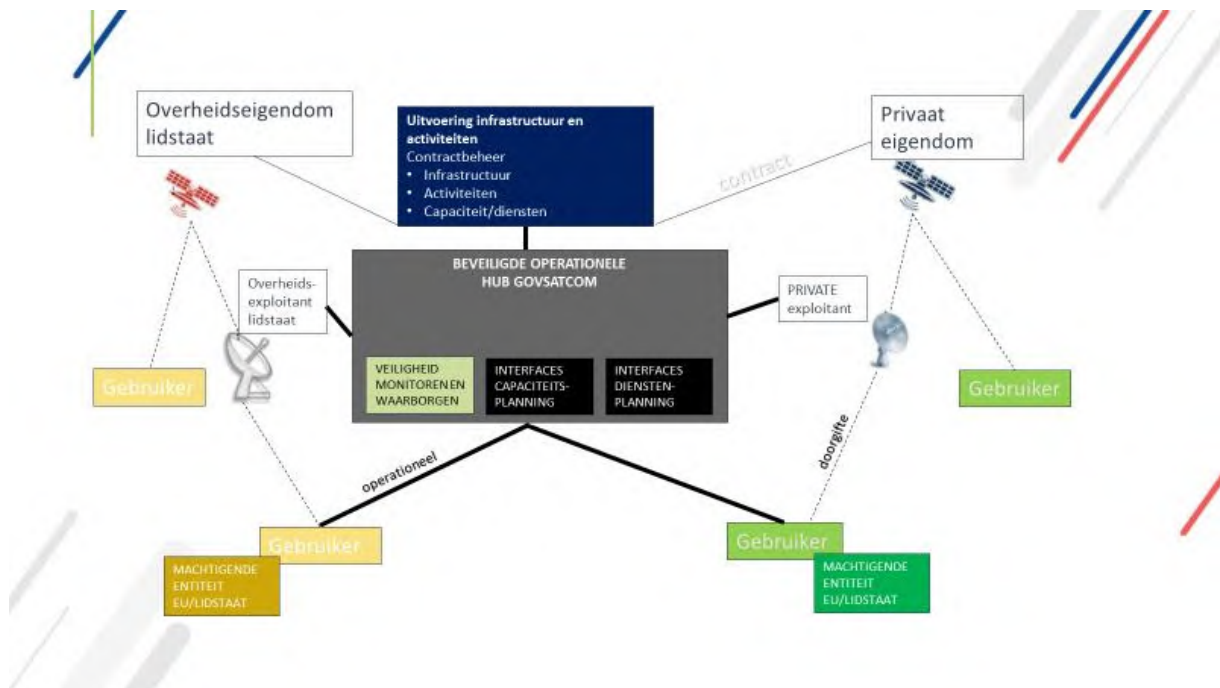 Overheidseigendom
lidstaat
Uitvoering infrastructuur en
activiteiten
Contractbeheer
• Infrastructuur
• Activiteiten
• Capaciteit/diensten
Privaat
eigendom
contract
BEVEILIGDE OPERATIONELE
HUB GOVSATCOM
Overheids-
exploitant
lidstaat
PRIVATE
exploitant
VEILIGHEID
MONITOREN EN
WAARBORGEN
INTERFACES
CAPACITEITS-
PLANNING
INTERFACES
DIENSTEN-
PLANNING
Gebruiker
Gebruiker
operationeel
doorgifte
Gebruiker
MACHTIGENDE
ENTITEIT
EU/LIDSTAAT
Gebruiker
MACHTIGENDE
ENTITEIT
EU/LIDSTAAT